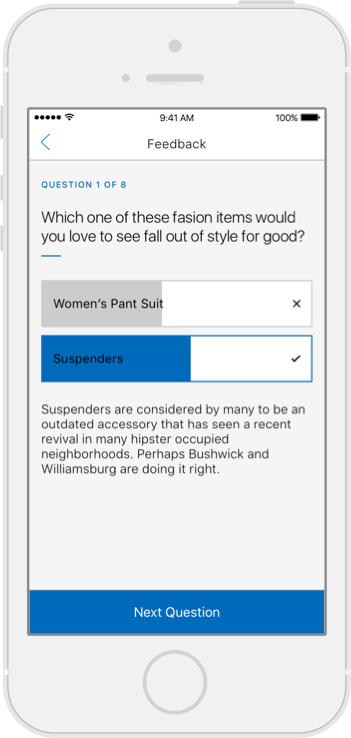 9:41 AM 100%
Feedback
QUESTION 1 OF 8
Which one of these fasion items would
you love to see fall out of style for good?
Women's Pant Suit
Suspenders
Suspenders are considered by many to be an
outdated accessory that has seen a recent
revival in many hipster occupied
neighborhoods. Perhaps Bushwick and
Williamsburg are doing it right.
Next Question